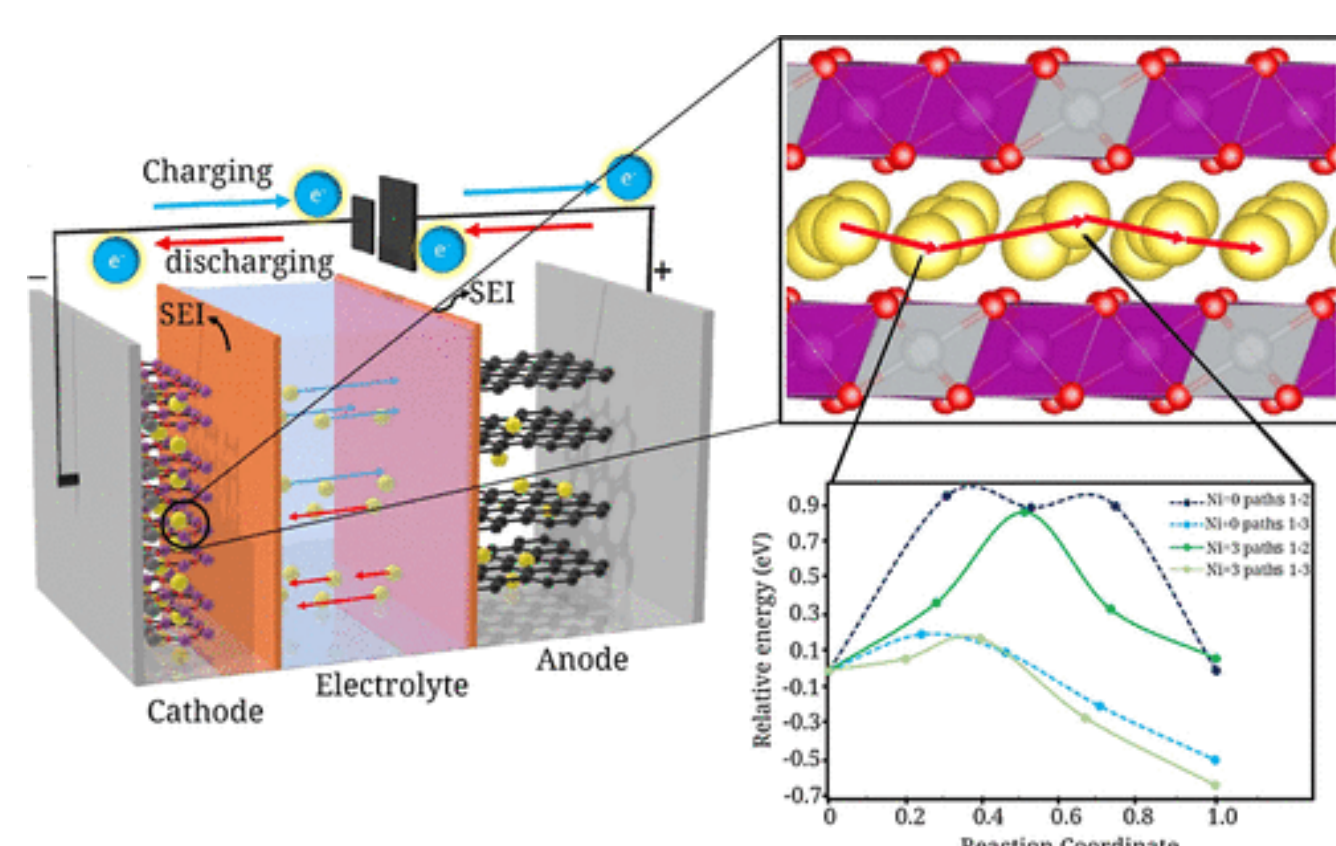 Charging
e⁻
e⁻
e⁻
e⁻
discharging
−
+
SEI
SEI
Cathode
Electrolyte
Anode
Relative energy (eV)
0.9
0.7
0.5
0.3
0.1
-0.1
-0.3
-0.5
-0.7
Ni=0 paths 1-2
Ni=0 paths 1-3
Ni=3 paths 1-2
Ni=3 paths 1-3
0 0.2 0.4 0.6 0.8 1.0
Reaction Coordinate